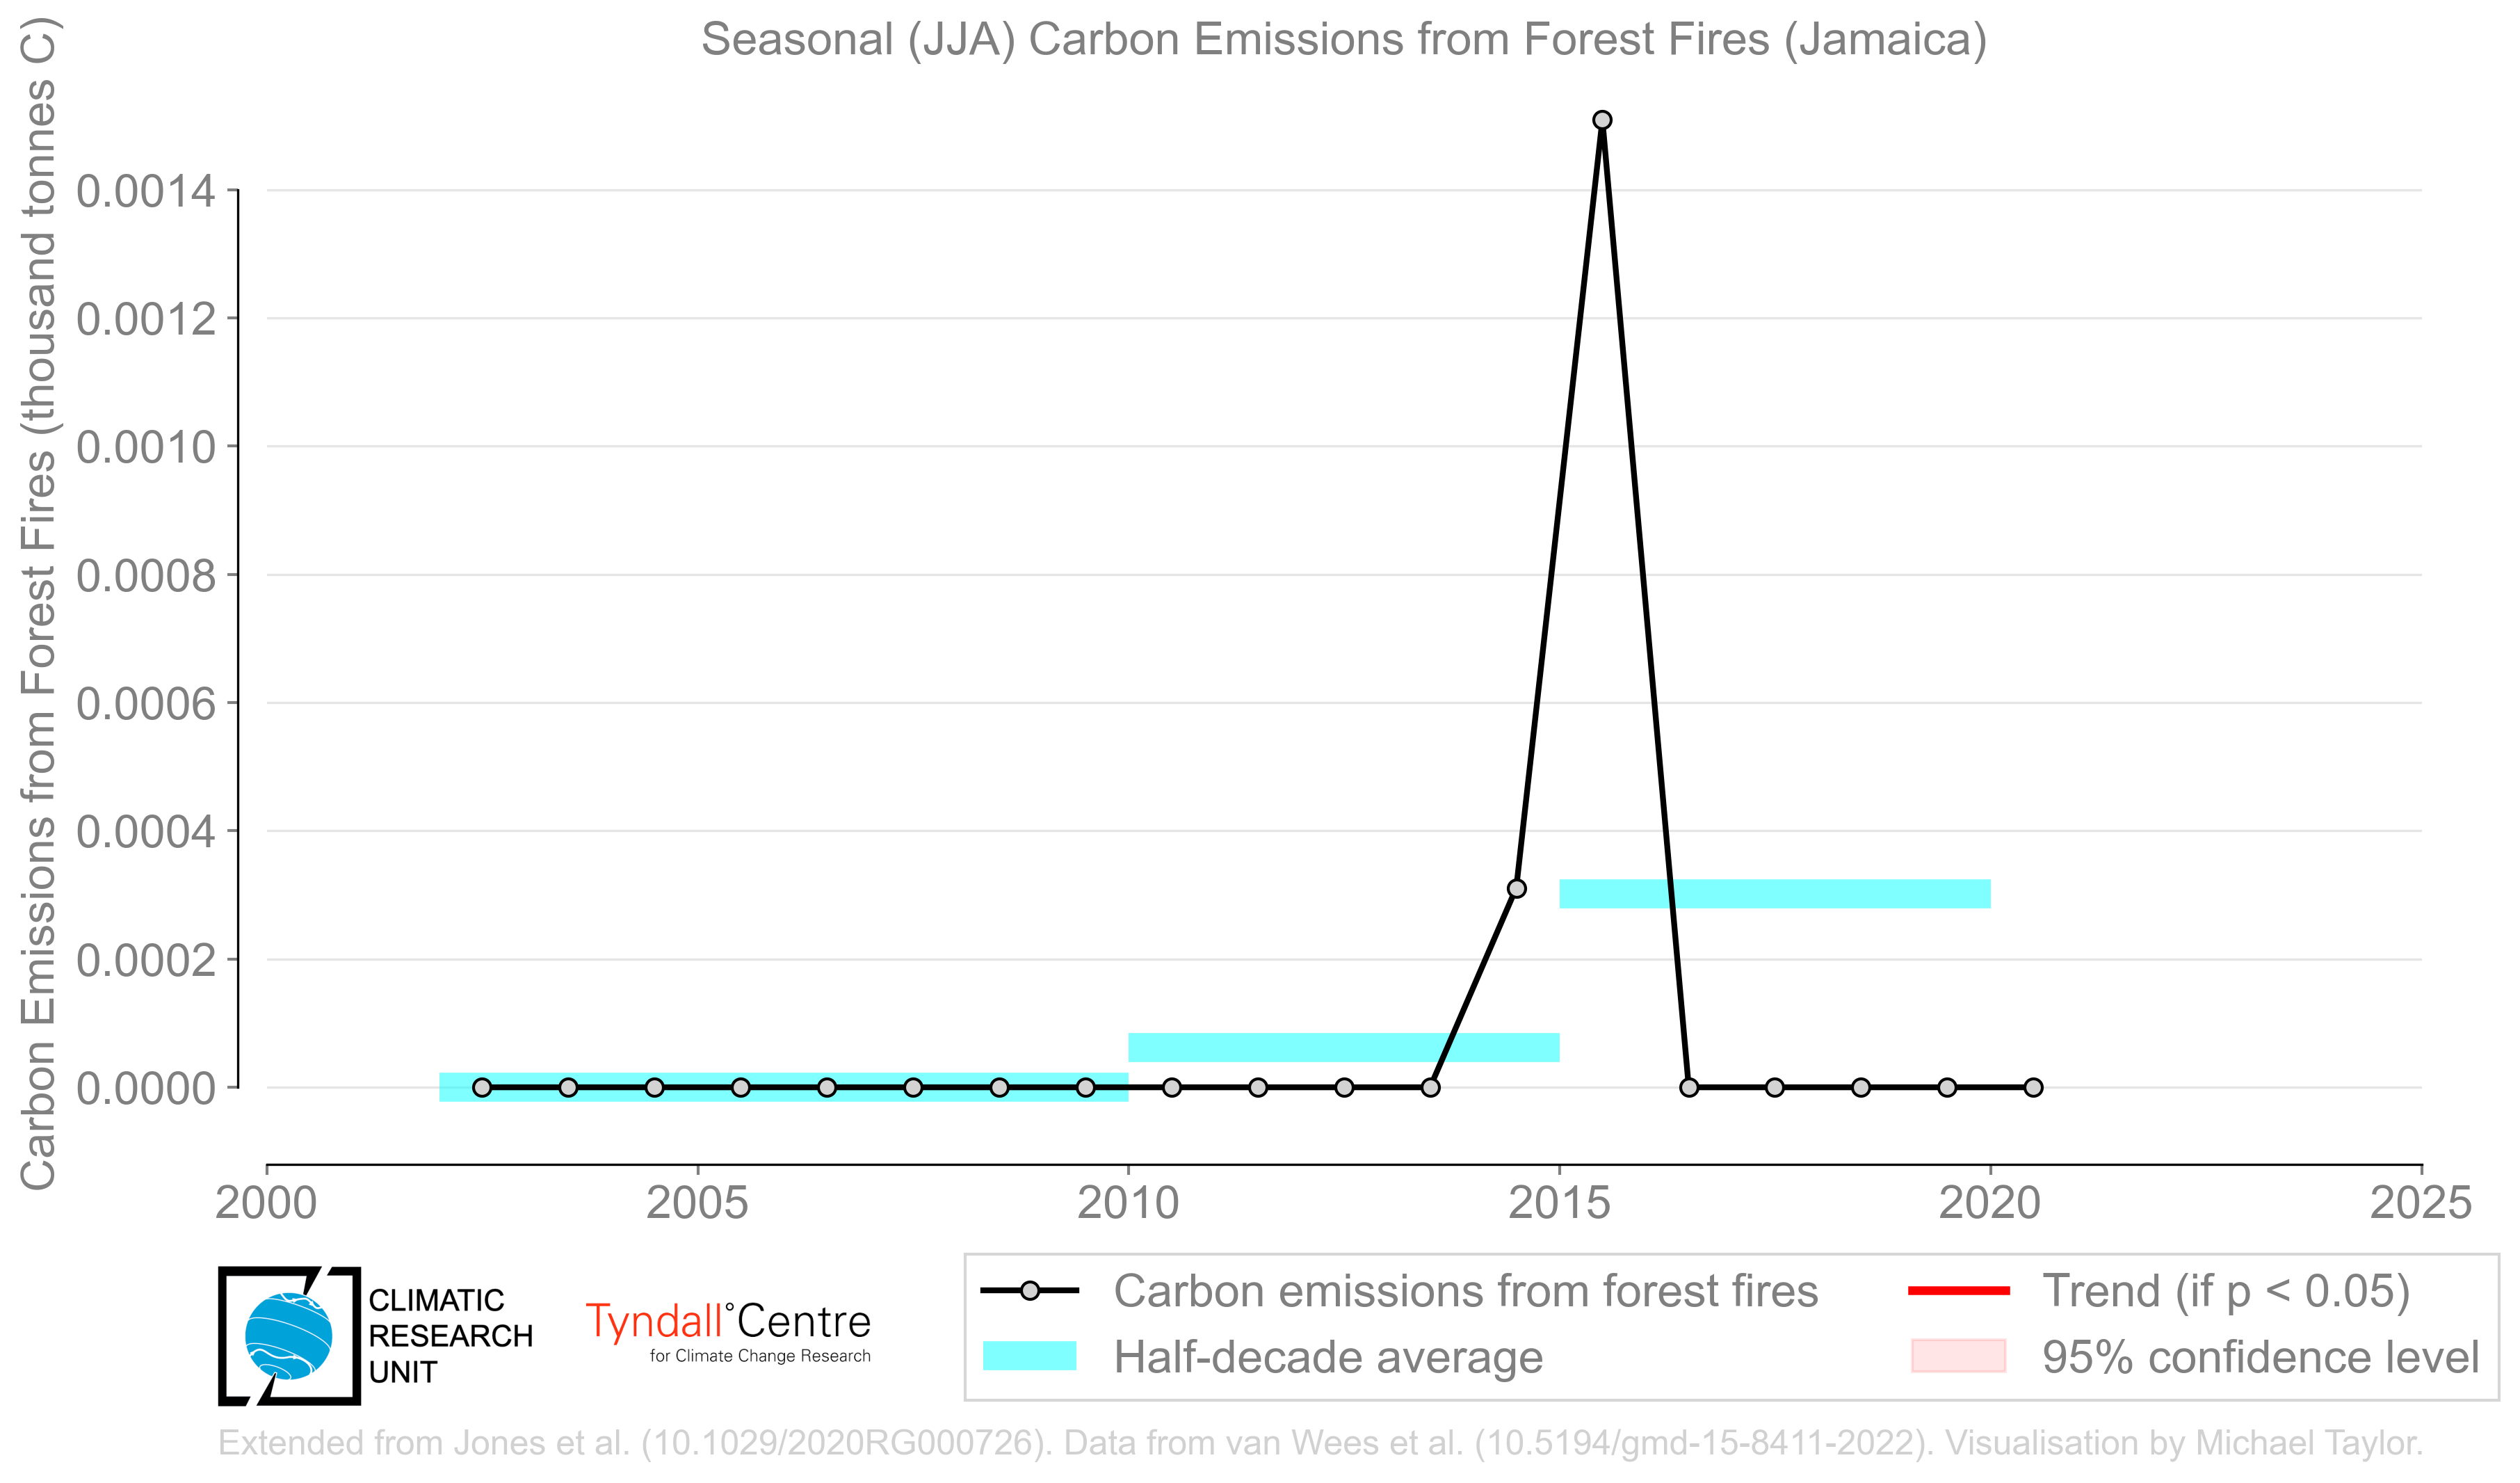 Seasonal (JJA) Carbon Emissions from Forest Fires (Jamaica)
Carbon Emissions from Forest Fires (thousand tonnes C)
0.0014
0.0012
0.0010
0.0008
0.0006
0.0004
0.0002
0.0000
2000
2005
2010
2015
2020
2025
CLIMATIC
RESEARCH
UNIT
Tyndall°Centre
for Climate Change Research
Carbon emissions from forest fires
Half-decade average
Trend (if p < 0.05)
95% confidence level
Extended from Jones et al. (10.1029/2020RG000726). Data from van Wees et al. (10.5194/gmd-15-8411-2022). Visualisation by Michael Taylor.